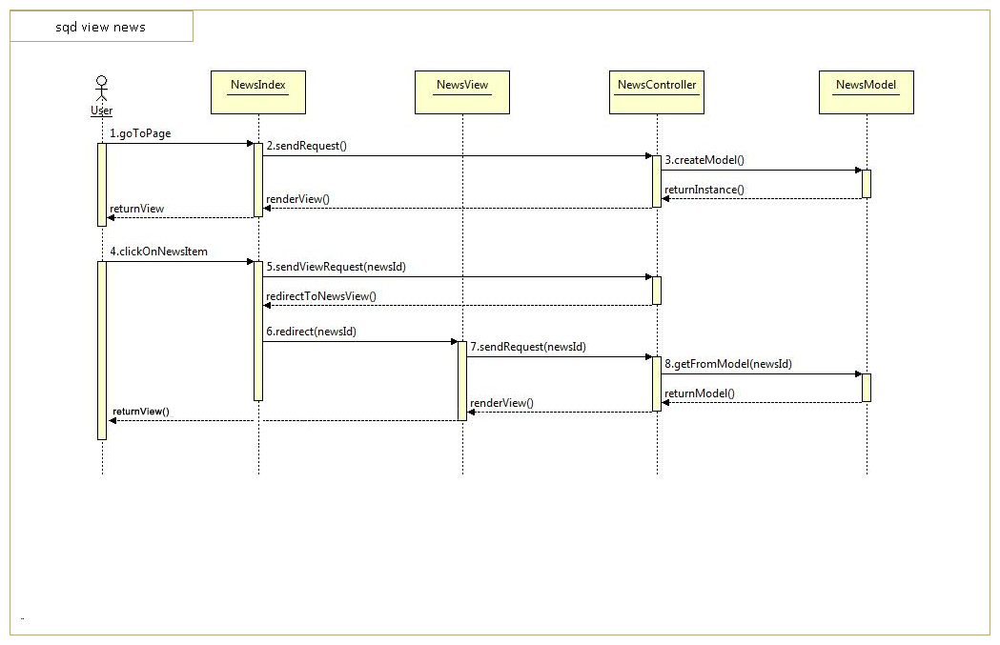 sqd view news
User
NewsIndex
NewsView
NewsController
NewsModel
1.goToPage
2.sendRequest()
3.createModel()
returnInstance()
renderView()
returnView
4.clickOnNewsItem
5.sendViewRequest(newsId)
redirectToNewsView()
6.redirect(newsId)
7.sendRequest(newsId)
8.getFromModel(newsId)
returnModel()
renderView()
returnView()